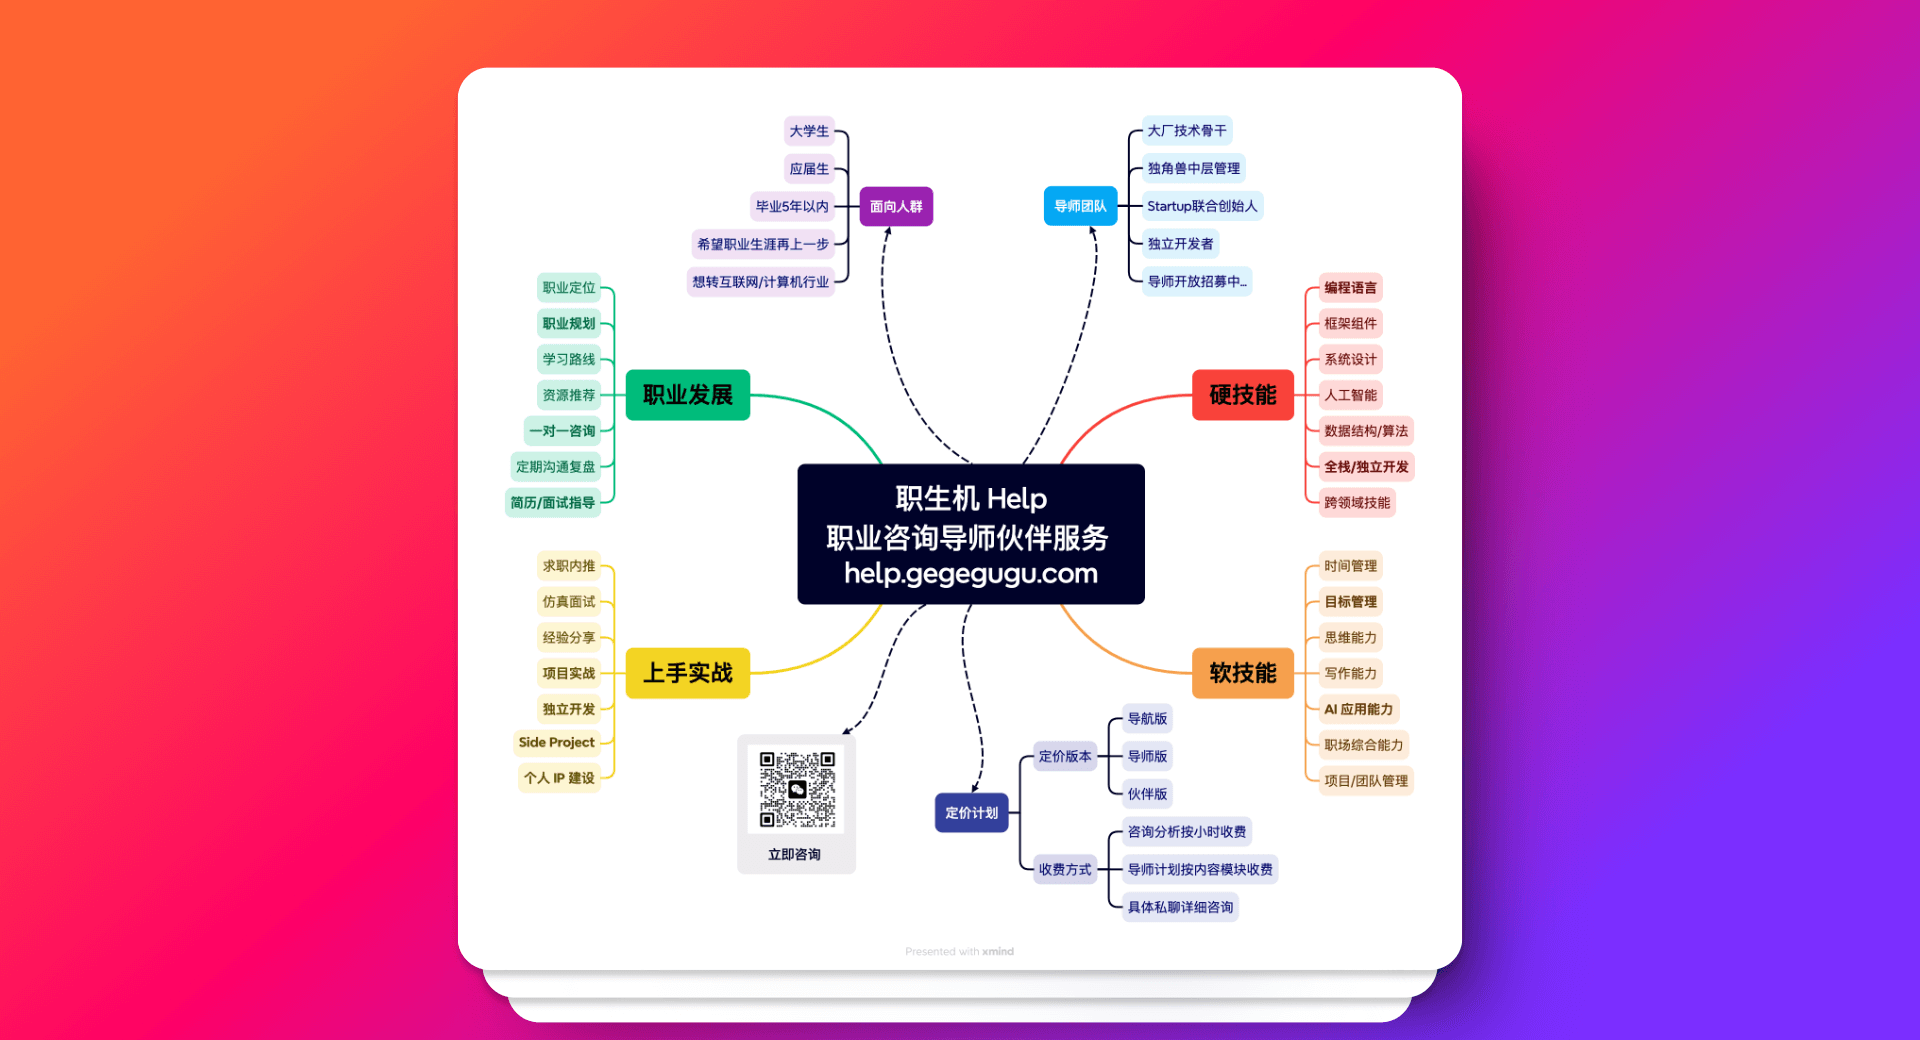 大学生
应届生
毕业5年以内
希望职业生涯再上一步
想转互联网/计算机行业
面向人群
导师团队
大厂技术骨干
独角兽中层管理
Startup联合创始人
独立开发者
导师开放招募中...
职业定位
职业规划
学习路线
资源推荐
一对一咨询
定期沟通复盘
简历/面试指导
职业发展
硬技能
编程语言
框架组件
系统设计
人工智能
数据结构/算法
全栈/独立开发
跨领域技能
职生机 Help
职业咨询导师伙伴服务
help.gegegugu.com
求职内推
仿真面试
经验分享
项目实战
独立开发
Side Project
个人 IP 建设
上手实战
软技能
时间管理
目标管理
思维能力
写作能力
AI 应用能力
职场综合能力
项目/团队管理
立即咨询
定价计划
定价版本
导航版
导师版
伙伴版
收费方式
咨询分析按小时收费
导师计划按内容模块收费
具体私聊详细咨询
Presented with xmind